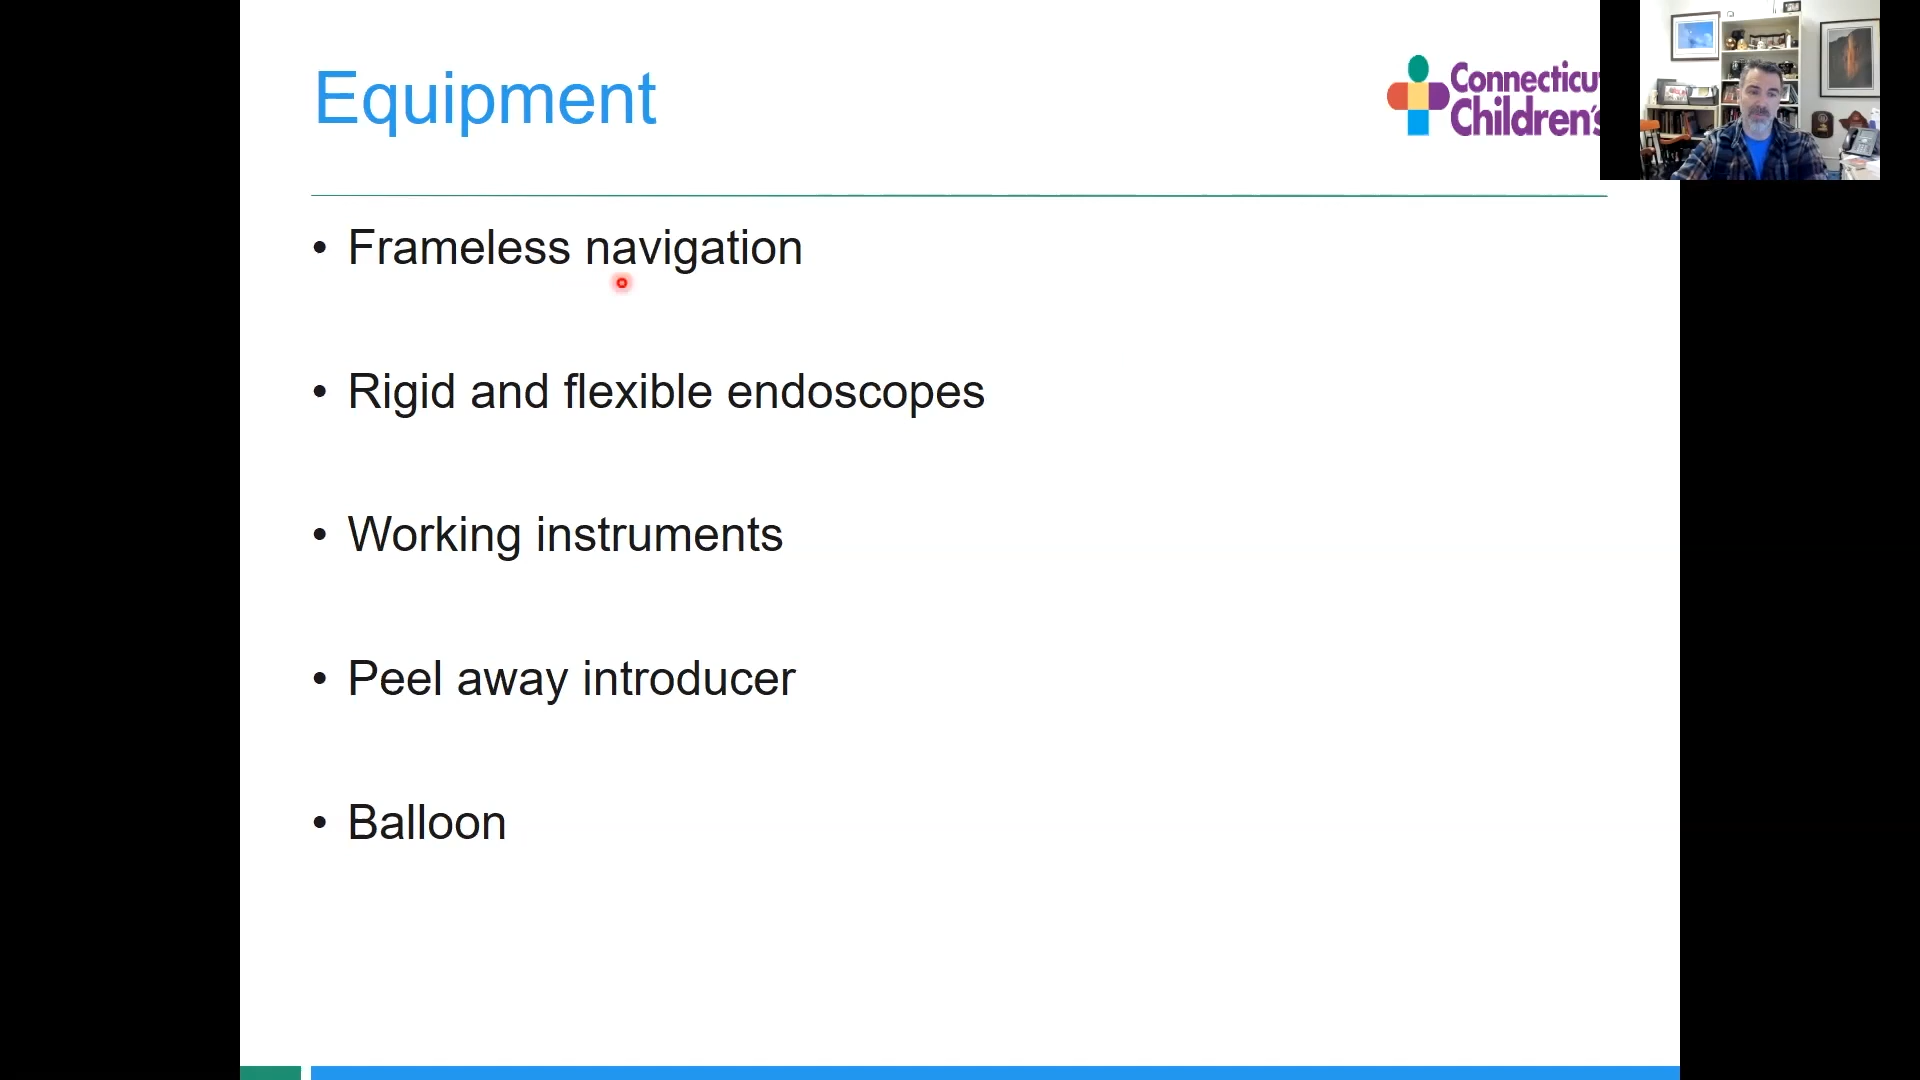 Equipment
Connecticu
Children's
• Frameless navigation
• Rigid and flexible endoscopes
• Working instruments
• Peel away introducer
• Balloon